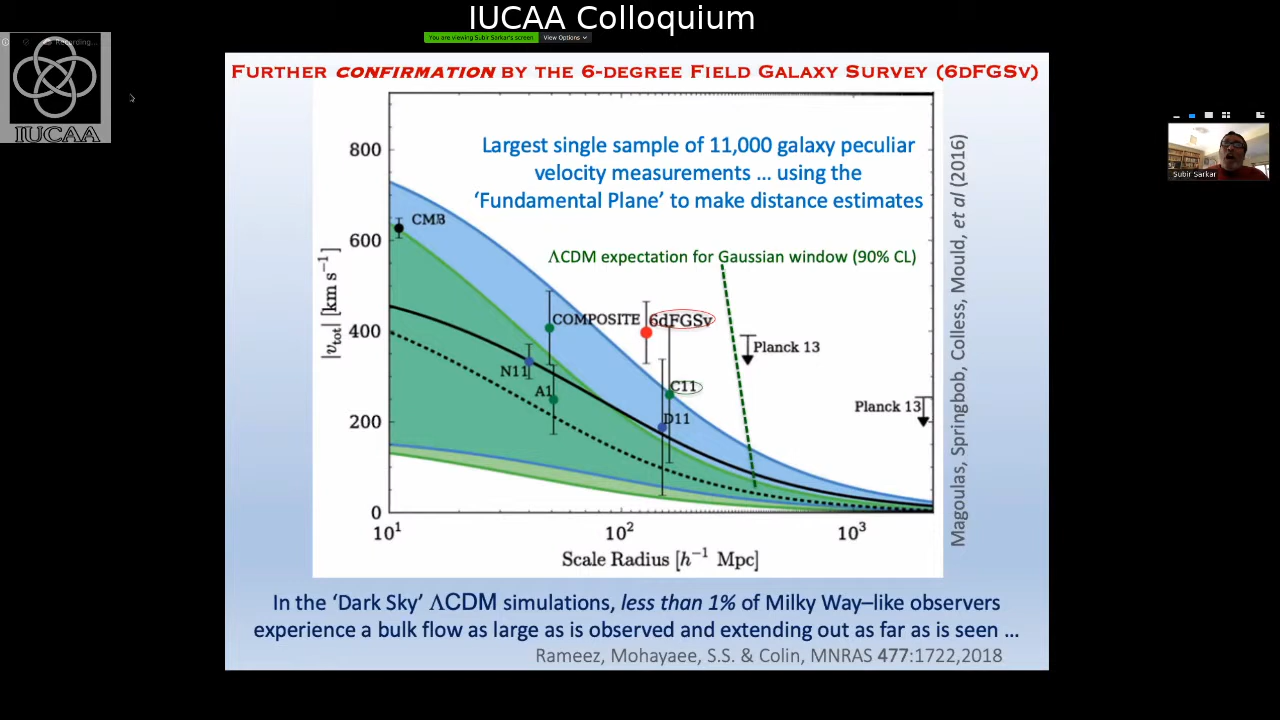 IUCAA Colloquium
You are viewing Subir Sarkar's screen
View Options
Recording...
IUCAA
FURTHER CONFIRMATION BY THE 6-DEGREE FIELD GALAXY SURVEY (6DFGSV)
Largest single sample of 11,000 galaxy peculiar
velocity measurements … using the
‘Fundamental Plane’ to make distance estimates
ΛCDM expectation for Gaussian window (90% CL)
800
600
400
200
0
|v_tot| [km s⁻¹]
CMB
COMPOSITE
6dFGSv
N11
A1
C11
D11
Planck 13
Planck 13
10¹
10²
10³
Scale Radius [h⁻¹ Mpc]
Magoulas, Springbob, Colless, Mould, et al (2016)
Subir Sarkar
In the ‘Dark Sky’ ΛCDM simulations, less than 1% of Milky Way–like observers
experience a bulk flow as large as is observed and extending out as far as is seen …
Rameez, Mohayaee, S.S. & Colin, MNRAS 477:1722,2018